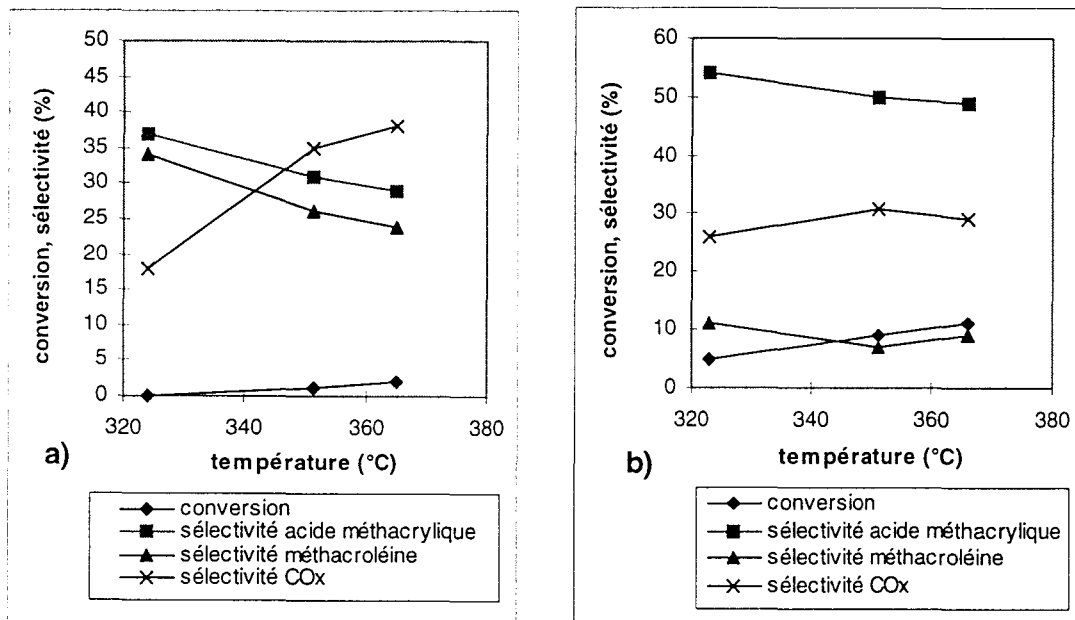 conversion, sélectivité (%)
50
45
40
35
30
25
20
15
10
5
0
320
340
360
380
température (°C)
a)
conversion
sélectivité acide méthacrylique
sélectivité méthacroléine
sélectivité COx
conversion, sélectivité (%)
60
50
40
30
20
10
0
320
340
360
380
température (°C)
b)
conversion
sélectivité acide méthacrylique
sélectivité méthacroléine
sélectivité COx